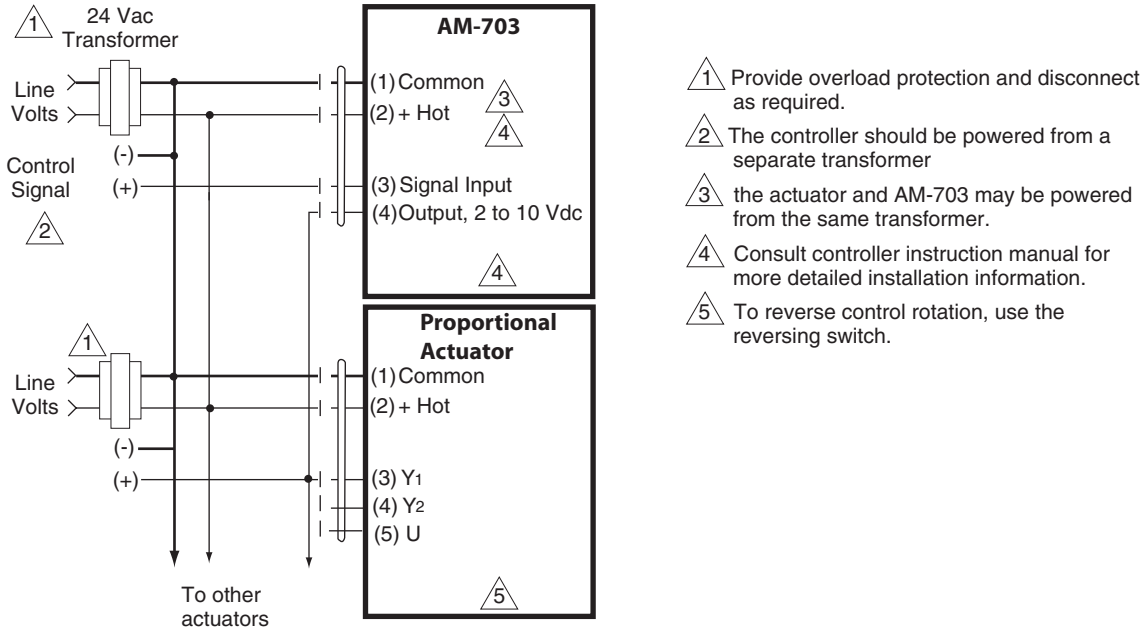 1
24 Vac
Transformer
Line
Volts
Control
Signal
2
(-)
(+)
AM-703
(1) Common
(2) + Hot
3
4
(3) Signal Input
(4) Output, 2 to 10 Vdc
4
1
Line
Volts
(-)
(+)
Proportional
Actuator
(1) Common
(2) + Hot
(3) Y1
(4) Y2
(5) U
5
To other
actuators
1 Provide overload protection and disconnect
as required.
2 The controller should be powered from a
separate transformer
3 the actuator and AM-703 may be powered
from the same transformer.
4 Consult controller instruction manual for
more detailed installation information.
5 To reverse control rotation, use the
reversing switch.